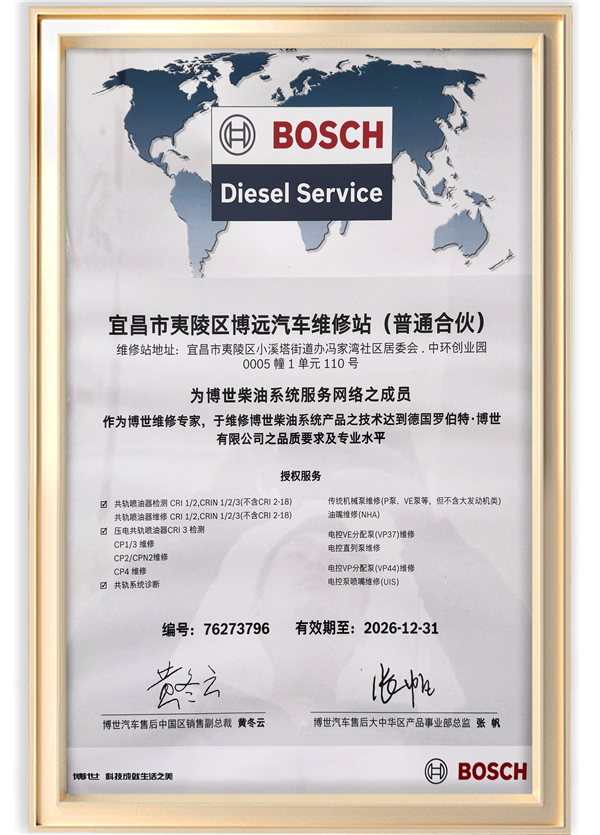 BOSCH
Diesel Service
宜昌市夷陵区博远汽车维修站（普通合伙）
维修站地址：宜昌市夷陵区小溪塔街道办冯家湾社区居委会．中环创业园
0005 幢 1 单元 110 号
为博世柴油系统服务网络之成员
作为博世维修专家，于维修博世柴油系统产品之技术达到德国罗伯特·博世
有限公司之品质要求及专业水平
授权服务
☑ 共轨喷油器检测 CRI 1/2,CRIN 1/2/3(不含CRI 2-18)
共轨喷油器维修 CRI 1/2,CRIN 1/2/3(不含CRI 2-18)
☑ 压电共轨喷油器CRI 3 检测
CP1/3 维修
CP2/CPN2维修
CP4 维修
☑ 共轨系统诊断
传统机械泵维修(P泵、VE泵等，但不含大发动机类)
油嘴维修(NHA)
电控VE分配泵(VP37)维修
电控直列泵维修
电控VP分配泵(VP44)维修
电控泵喷嘴维修(UIS)
编号：76273796 有效期至：2026-12-31
黄冬云 张帆
博世汽车售后中国区销售副总裁 黄冬云 博世汽车售后大中华区产品事业部总监 张 帆
博世 科技成就生活之美 BOSCH